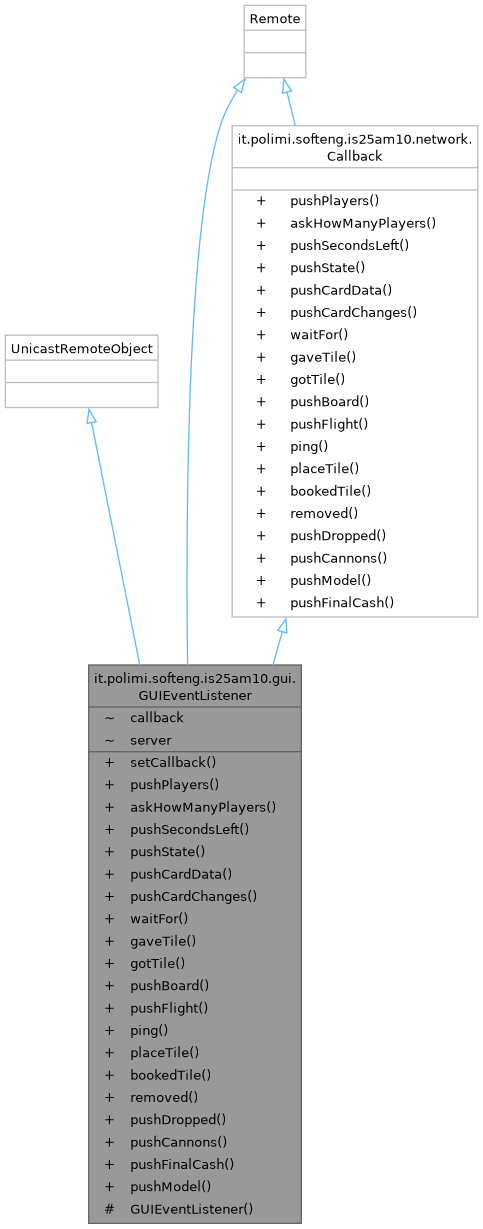 Remote
it.polimi.softeng.is25am10.network.
Callback
+ pushPlayers()
+ askHowManyPlayers()
+ pushSecondsLeft()
+ pushState()
+ pushCardData()
+ pushCardChanges()
+ waitFor()
+ gaveTile()
+ gotTile()
+ pushBoard()
+ pushFlight()
+ ping()
+ placeTile()
+ bookedTile()
+ removed()
+ pushDropped()
+ pushCannons()
+ pushModel()
+ pushFinalCash()
UnicastRemoteObject
it.polimi.softeng.is25am10.gui.
GUIEventListener
~ callback
~ server
+ setCallback()
+ pushPlayers()
+ askHowManyPlayers()
+ pushSecondsLeft()
+ pushState()
+ pushCardData()
+ pushCardChanges()
+ waitFor()
+ gaveTile()
+ gotTile()
+ pushBoard()
+ pushFlight()
+ ping()
+ placeTile()
+ bookedTile()
+ removed()
+ pushDropped()
+ pushCannons()
+ pushFinalCash()
+ pushModel()
# GUIEventListener()